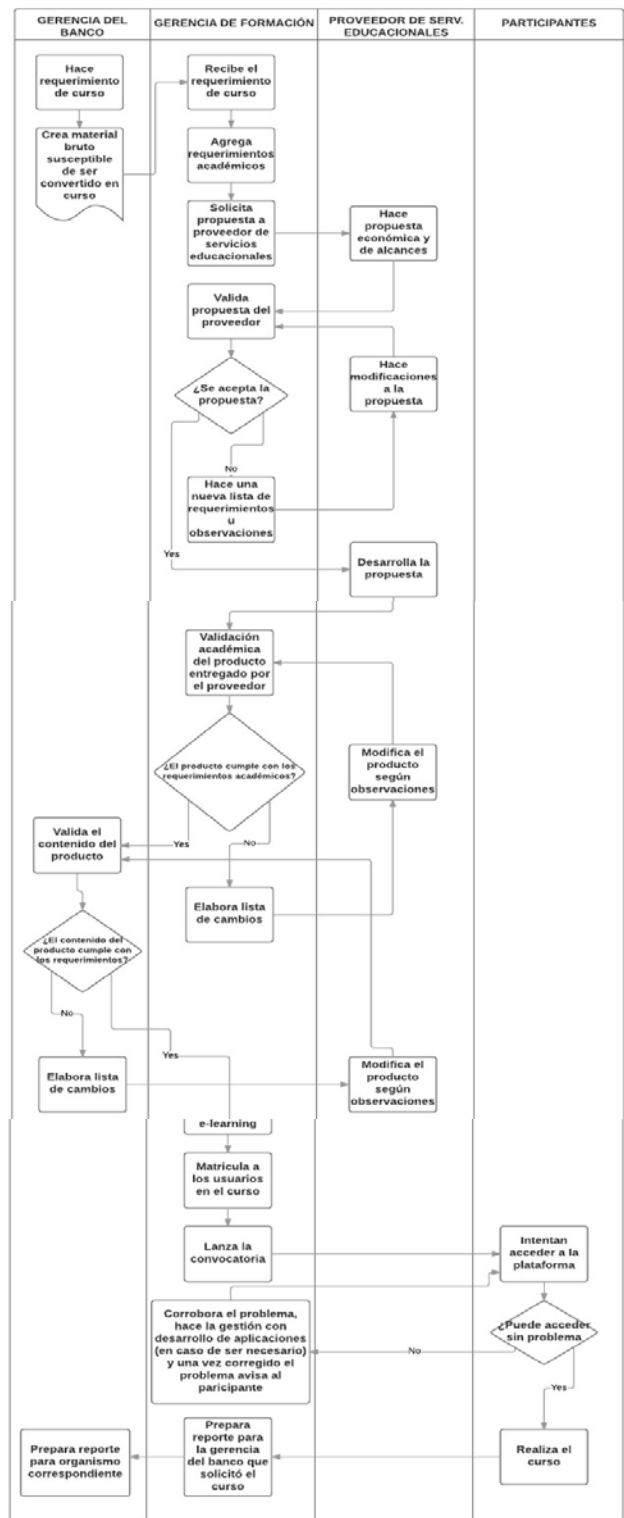 GERENCIA DEL
BANCO
GERENCIA DE FORMACIÓN
PROVEEDOR DE SERV.
EDUCACIONALES
PARTICIPANTES
Hace
requerimiento
de curso
Recibe el
requerimiento
de curso
Crea material
bruto
susceptible
de ser
convertido en
curso
Agrega
requerimientos
académicos
Solicita
propuesta a
proveedor de
servicios
educacionales
Hace
propuesta
económica y
de alcances
Valida
propuesta del
proveedor
¿Se acepta la
propuesta?
Hace
modificaciones
a la
propuesta
No
Hace una
nueva lista de
requerimientos
u
observaciones
Yes
Desarrolla la
propuesta
Validación
académica
del producto
entregado por
el proveedor
¿El producto cumple con los
requerimientos académicos?
Modifica el
producto
según
observaciones
Yes
No
Valida el
contenido del
producto
Elabora lista
de cambios
¿El contenido del
producto cumple con
los requerimientos?
No
Yes
Elabora lista
de cambios
Modifica el
producto
según
observaciones
e-learning
Matricula a
los usuarios
en el curso
Lanza la
convocatoria
Intentan
acceder a la
plataforma
Corrobora el problema,
hace la gestión con
desarrollo de aplicaciones
(en caso de ser necesario)
y una vez corregido el
problema avisa al
paricipante
¿Puede acceder
sin problema
No
Yes
Prepara reporte
para organismo
correspondiente
Prepara
reporte para
la gerencia
del banco que
solicitó el
curso
Realiza el
curso